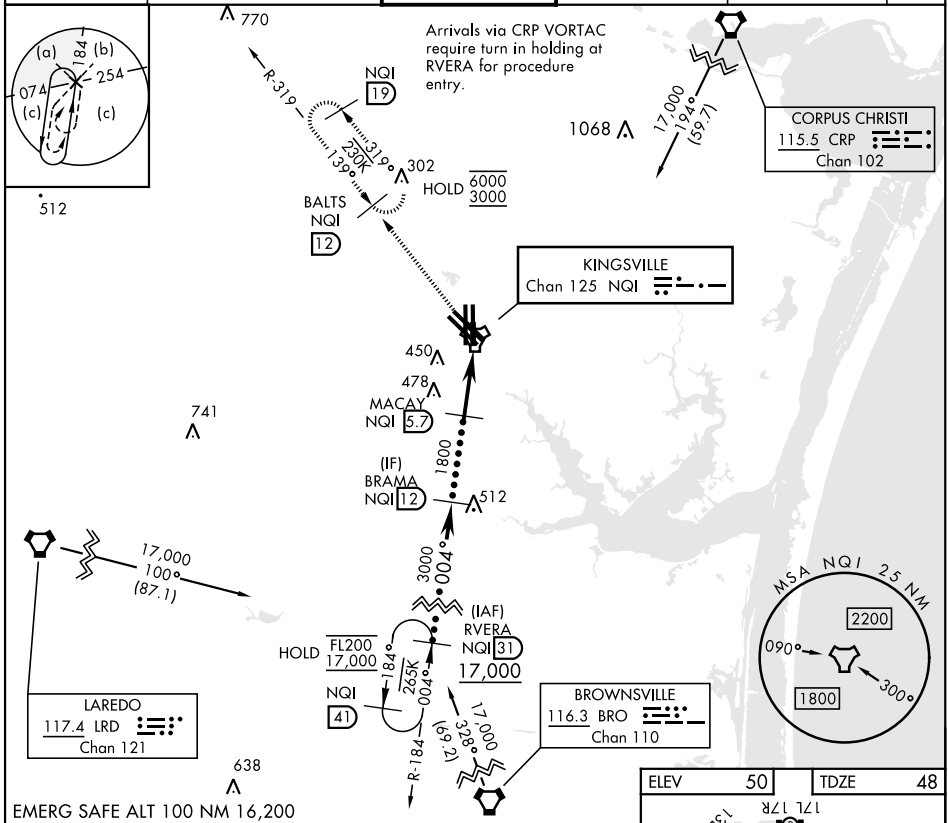 770
Arrivals via CRP VORTAC
require turn in holding at
RVERA for procedure
entry.
(a)
184°
(b)
074
254
(c)
(c)
512
R-319
NQI
19
319°
230K
139°
302
HOLD 6000
3000
BALTS
NQI
12
1068
17,000
194°
(59.7)
CORPUS CHRISTI
115.5 CRP
Chan 102
KINGSVILLE
Chan 125 NQI
450
478
MACAY
NQI 5.7
741
1800
(IF)
BRAMA
NQI 12
512
17,000
100°
(87.1)
3000
004°
(IAF)
RVERA
NQI 31
17,000
HOLD FL200
17,000
184°
265K
004°
NQI
41
R-184
17,000
328°
(69.2)
LAREDO
117.4 LRD
Chan 121
BROWNSVILLE
116.3 BRO
Chan 110
MSA NQI 25 NM
2200
090°
1800
300°
638
EMERG SAFE ALT 100 NM 16,200
ELEV 50
TDZE 48
17L 17R